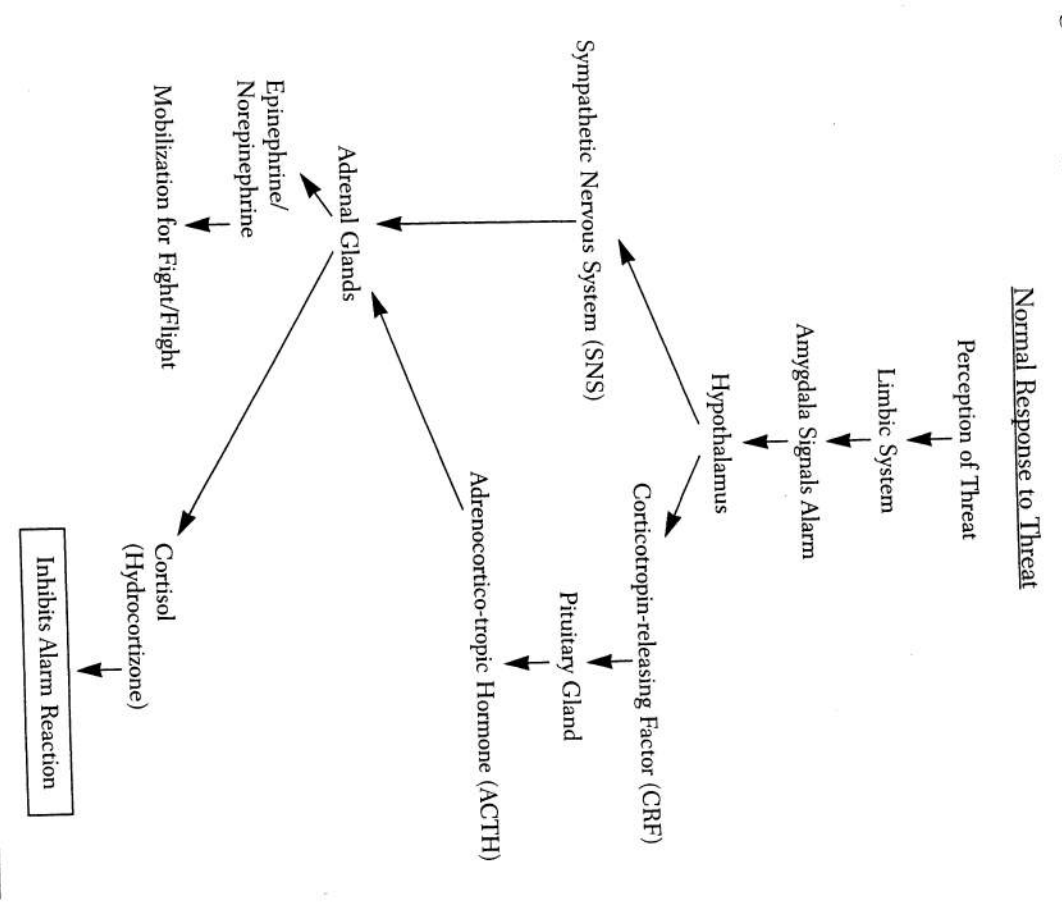 Normal Response to Threat
Perception of Threat
Limbic System
Amygdala Signals Alarm
Hypothalamus
Sympathetic Nervous System (SNS)
Corticotropin-releasing Factor (CRF)
Pituitary Gland
Adrenocortico-tropic Hormone (ACTH)
Adrenal Glands
Epinephrine/
Norepinephrine
Mobilization for Fight/Flight
Cortisol
(Hydrocortizone)
Inhibits Alarm Reaction